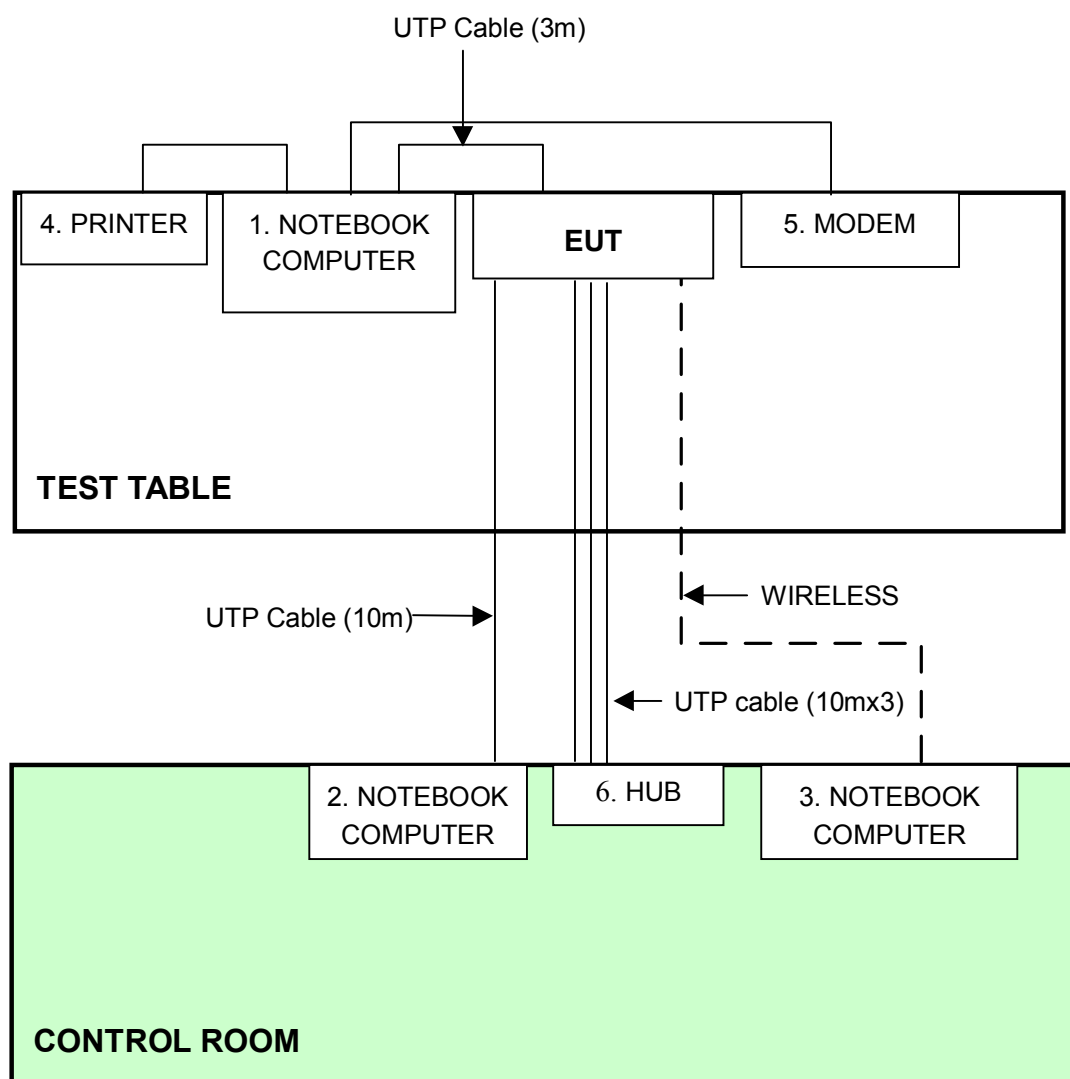 UTP Cable (3m)
4. PRINTER
1. NOTEBOOK
COMPUTER
EUT
5. MODEM
TEST TABLE
UTP Cable (10m)
WIRELESS
UTP cable (10mx3)
2. NOTEBOOK
COMPUTER
6. HUB
3. NOTEBOOK
COMPUTER
CONTROL ROOM